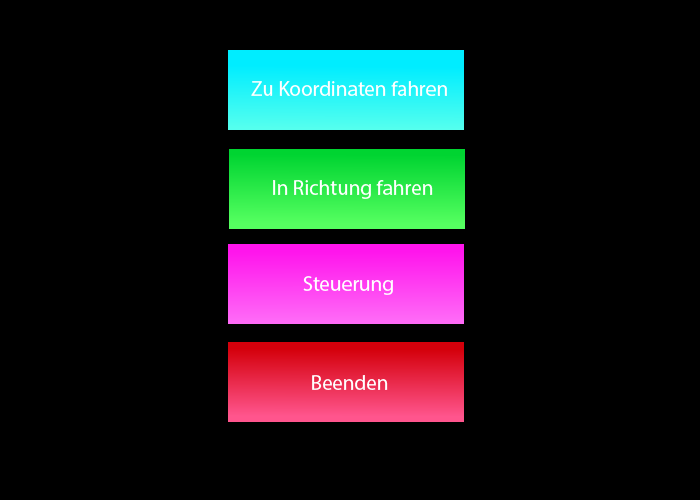 Zu Koordinaten fahren
In Richtung fahren
Steuerung
Beenden